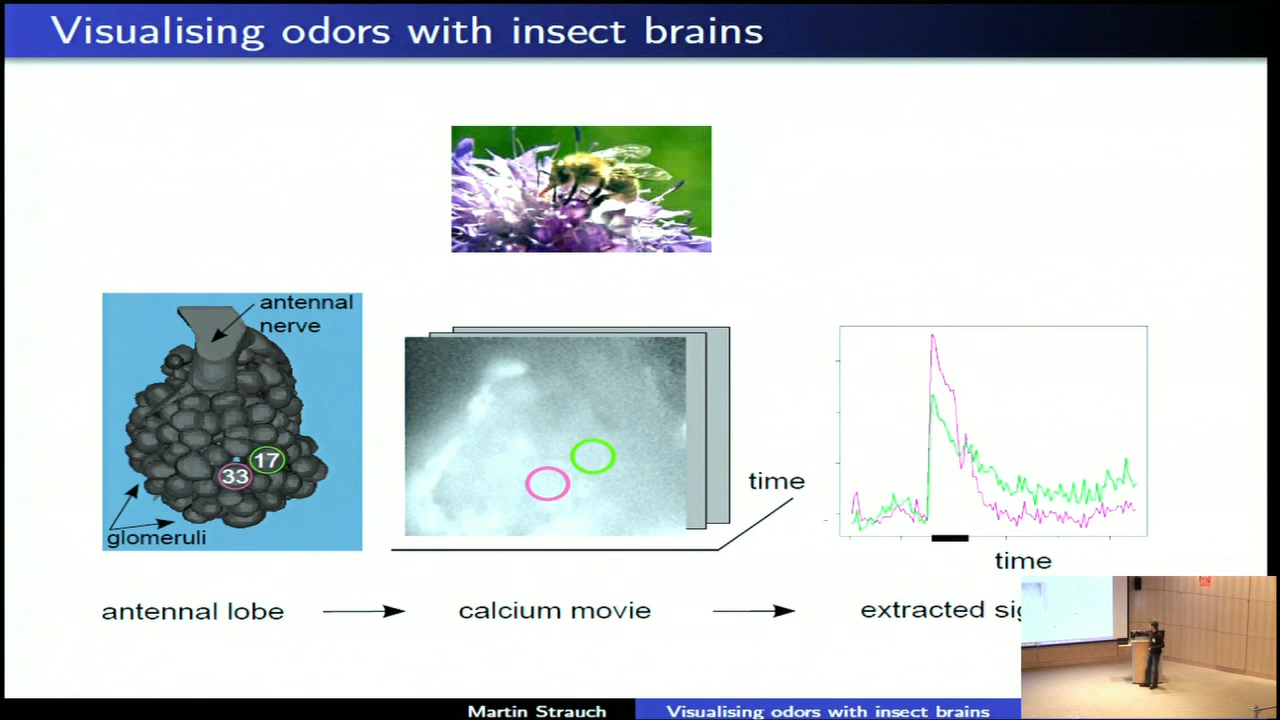 Visualising odors with insect brains
antennal
nerve
17
33
glomeruli
time
time
antennal lobe
calcium movie
extracted
Martin Strauch
Visualising odors with insect brains